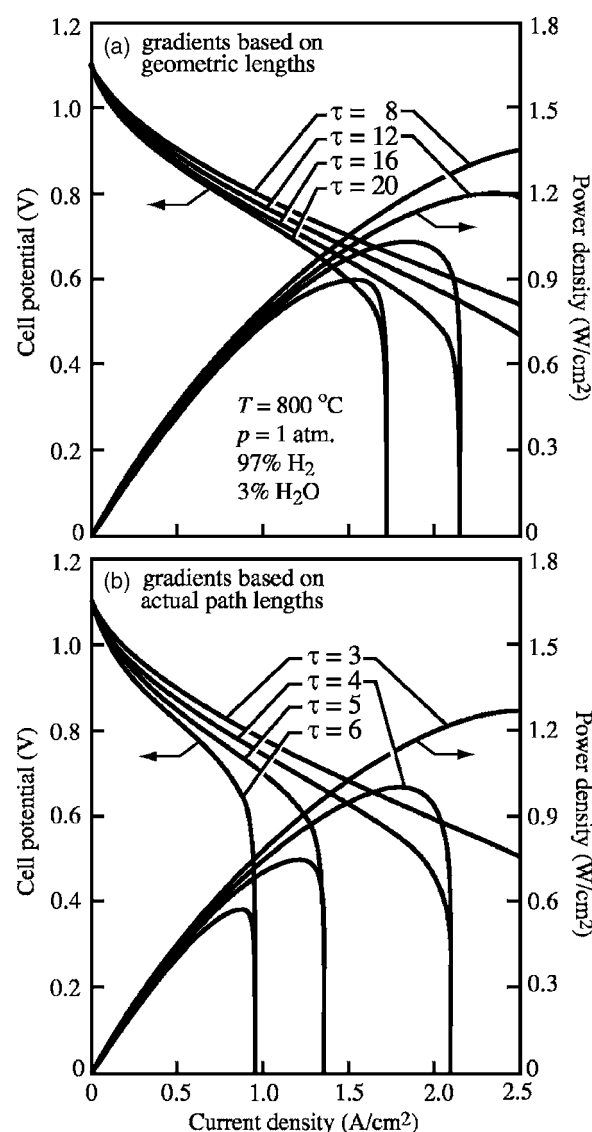 (a) gradients based on
geometric lengths
τ = 8
τ = 12
τ = 16
τ = 20
T = 800 °C
p = 1 atm.
97% H₂
3% H₂O
Cell potential (V)
1.2
1.0
0.8
0.6
0.4
0.2
0
Power density (W/cm²)
1.8
1.5
1.2
0.9
0.6
0.3
0
(b) gradients based on
actual path lengths
τ = 3
τ = 4
τ = 5
τ = 6
Cell potential (V)
1.2
1.0
0.8
0.6
0.4
0.2
0
Power density (W/cm²)
1.8
1.5
1.2
0.9
0.6
0.3
0
0 0.5 1.0 1.5 2.0 2.5
Current density (A/cm²)